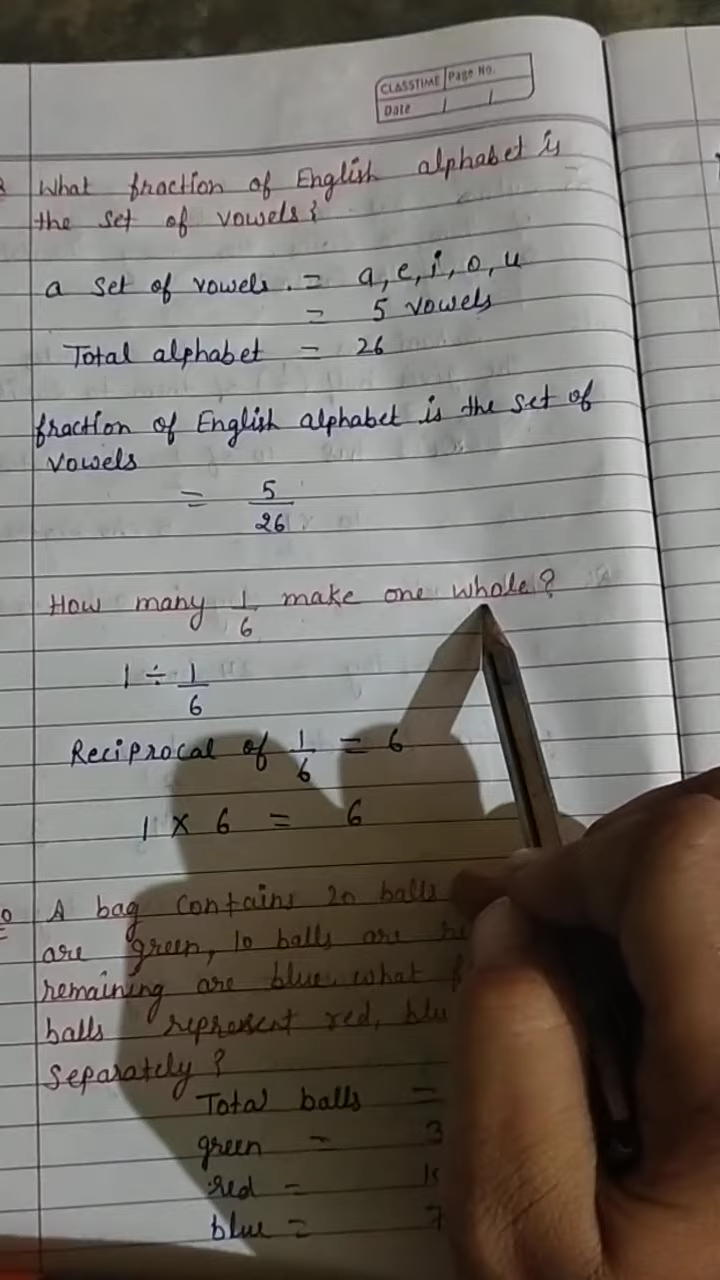 CLASSTIME Page No.
Date / /
What fraction of English alphabet is
the set of vowels?
a set of vowels. = a, e, i, o, u
= 5 vowels
Total alphabet = 26
fraction of English alphabet is the set of
vowels
= 5/26
How many 1/6 make one whole?
1 ÷ 1/6
Reciprocal of 1/6 = 6
1 × 6 = 6
A bag contains 20 balls
are green, 10 balls are
remaining are blue. what
balls represent red,
separately?
Total balls =
green = 3
red =
blue = 7